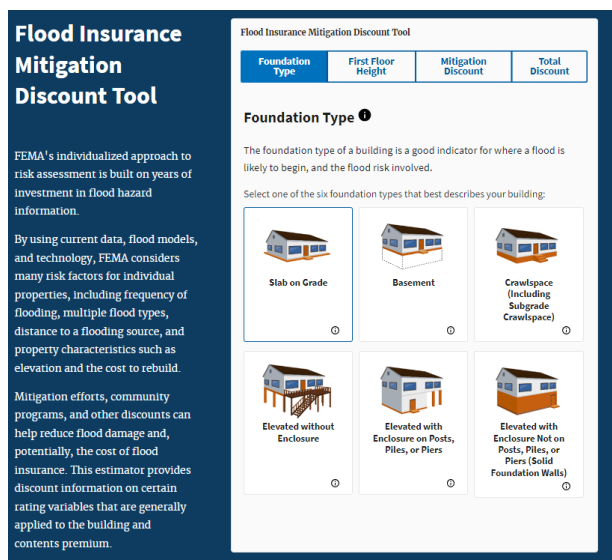 Flood Insurance
Mitigation
Discount Tool
FEMA's individualized approach to
risk assessment is built on years of
investment in flood hazard
information.
By using current data, flood models,
and technology, FEMA considers
many risk factors for individual
properties, including frequency of
flooding, multiple flood types,
distance to a flooding source, and
property characteristics such as
elevation and the cost to rebuild.
Mitigation efforts, community
programs, and other discounts can
help reduce flood damage and,
potentially, the cost of flood
insurance. This estimator provides
discount information on certain
rating variables that are generally
applied to the building and
contents premium.
Flood Insurance Mitigation Discount Tool
Foundation
Type
First Floor
Height
Mitigation
Discount
Total
Discount
Foundation Type
The foundation type of a building is a good indicator for where a flood is
likely to begin, and the flood risk involved.
Select one of the six foundation types that best describes your building:
Slab on Grade
Basement
Crawlspace
(Including
Subgrade
Crawlspace)
Elevated without
Enclosure
Elevated with
Enclosure on Posts,
Piles, or Piers
Elevated with
Enclosure Not on
Posts, Piles, or
Piers (Solid
Foundation Walls)